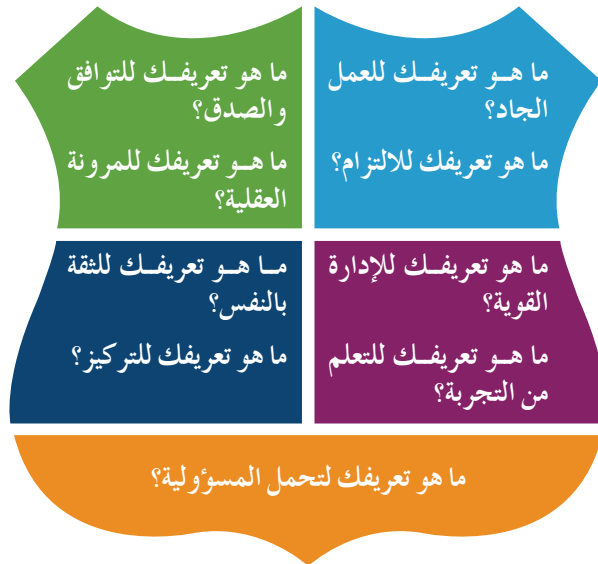 ما هو تعريفك للعمل
الجاد؟
ما هو تعريفك للالتزام؟
ما هو تعريفك للتوافق
والصدق؟
ما هو تعريفك للمرونة
العقلية؟
ما هو تعريفك للإدارة
القوية؟
ما هو تعريفك للتعلم
من التجربة؟
ما هو تعريفك للثقة
بالنفس؟
ما هو تعريفك للتركيز؟
ما هو تعريفك لتحمل المسؤولية؟